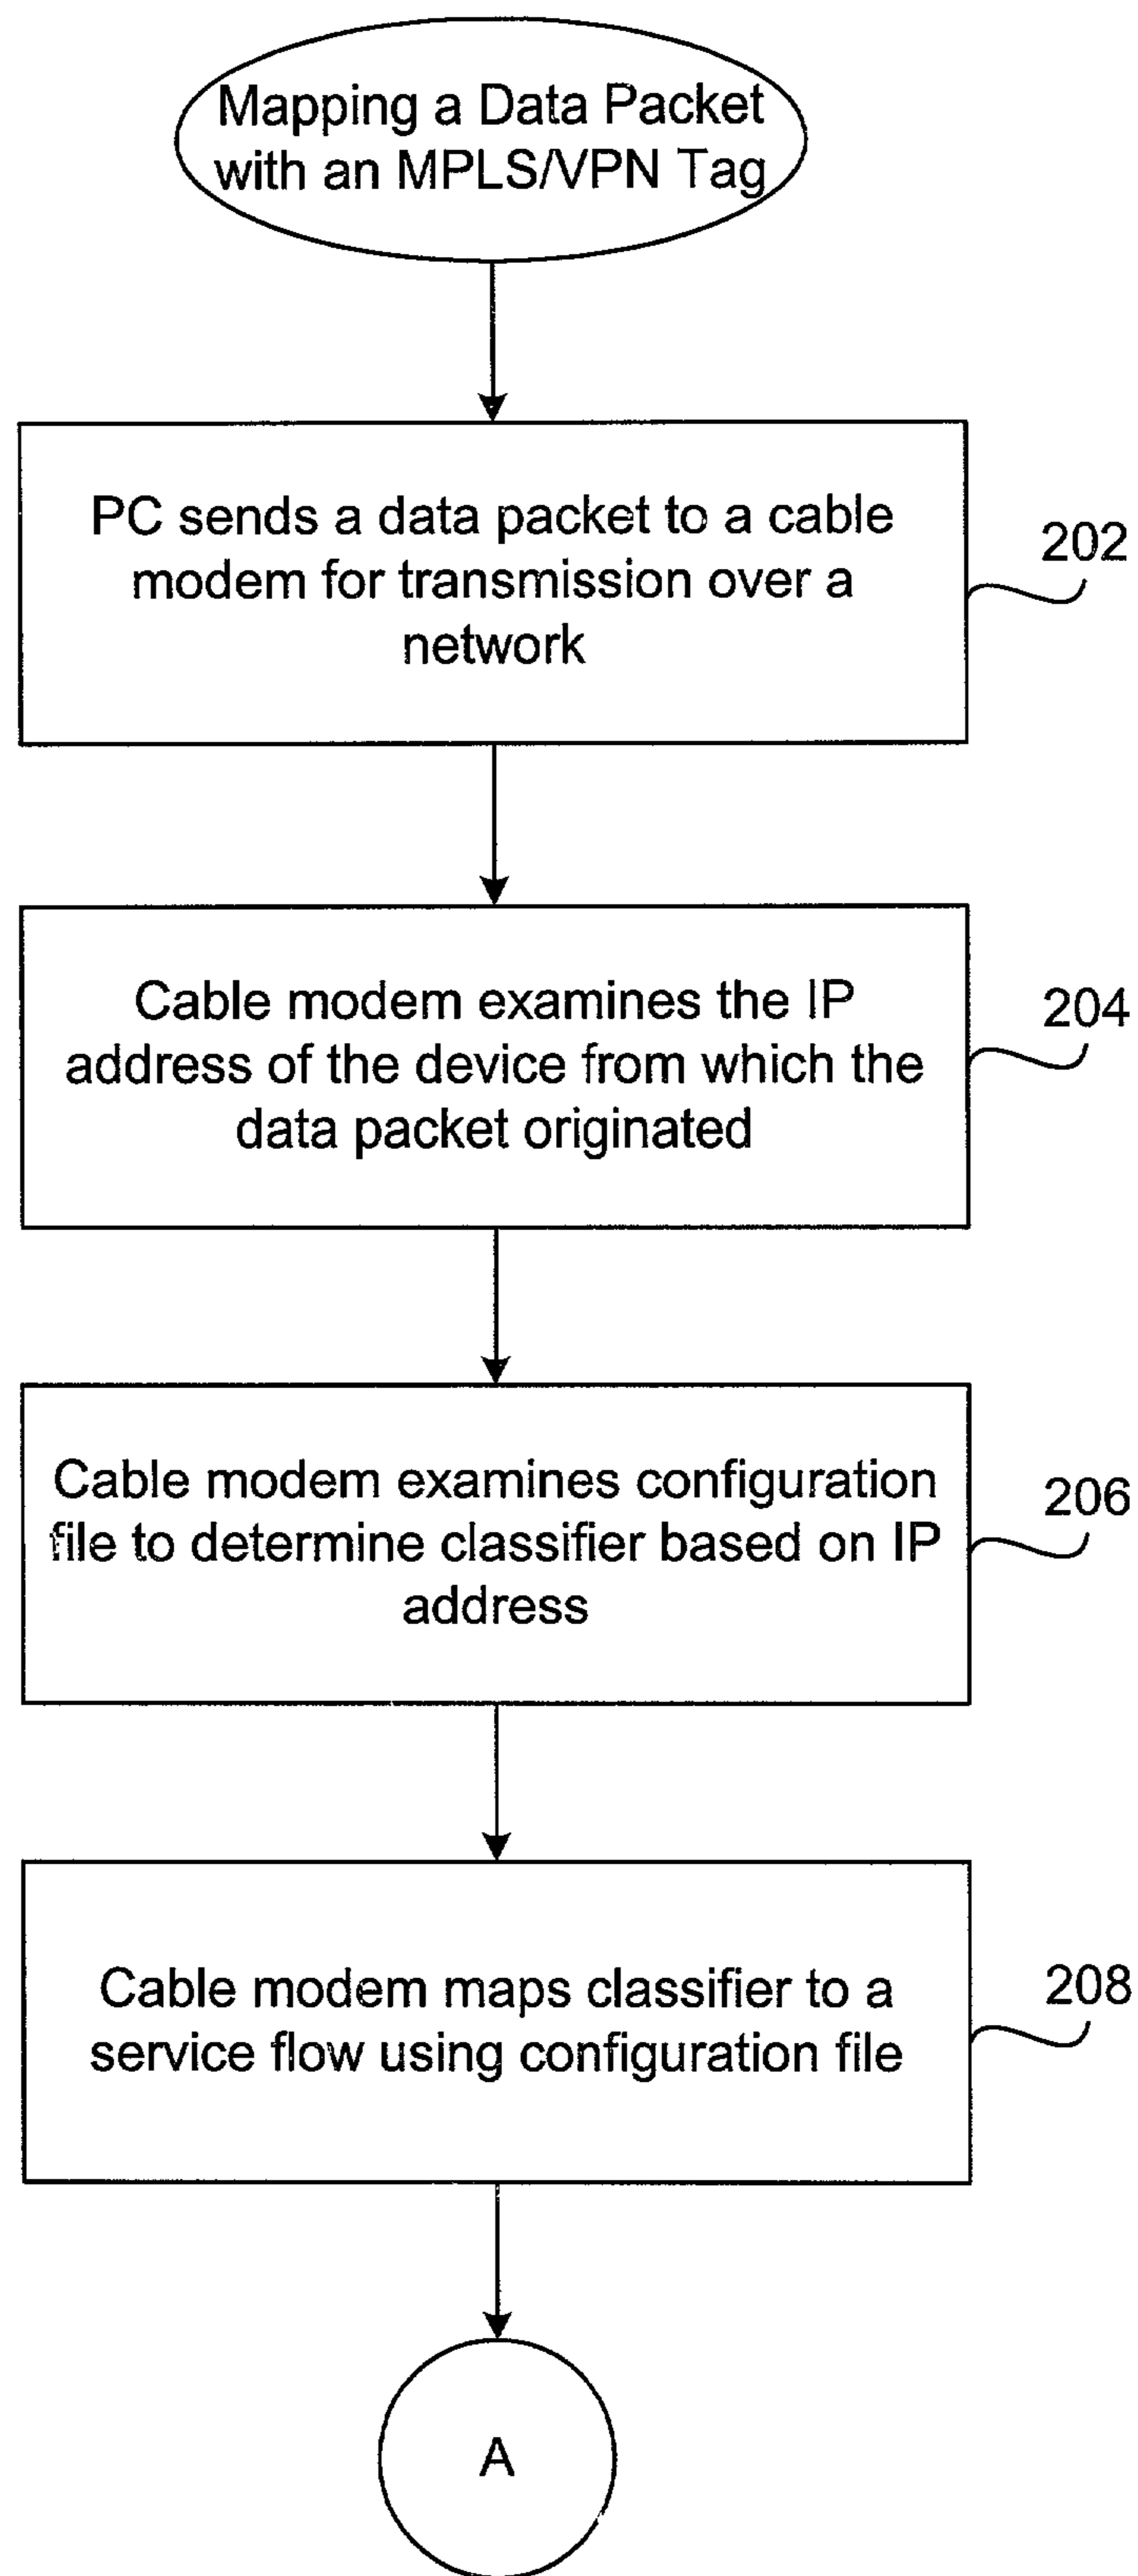 Mapping a Data Packet
with an MPLS/VPN Tag
PC sends a data packet to a cable
modem for transmission over a
network
202
Cable modem examines the IP
address of the device from which the
data packet originated
204
Cable modem examines configuration
file to determine classifier based on IP
address
206
Cable modem maps classifier to a
service flow using configuration file
208
A